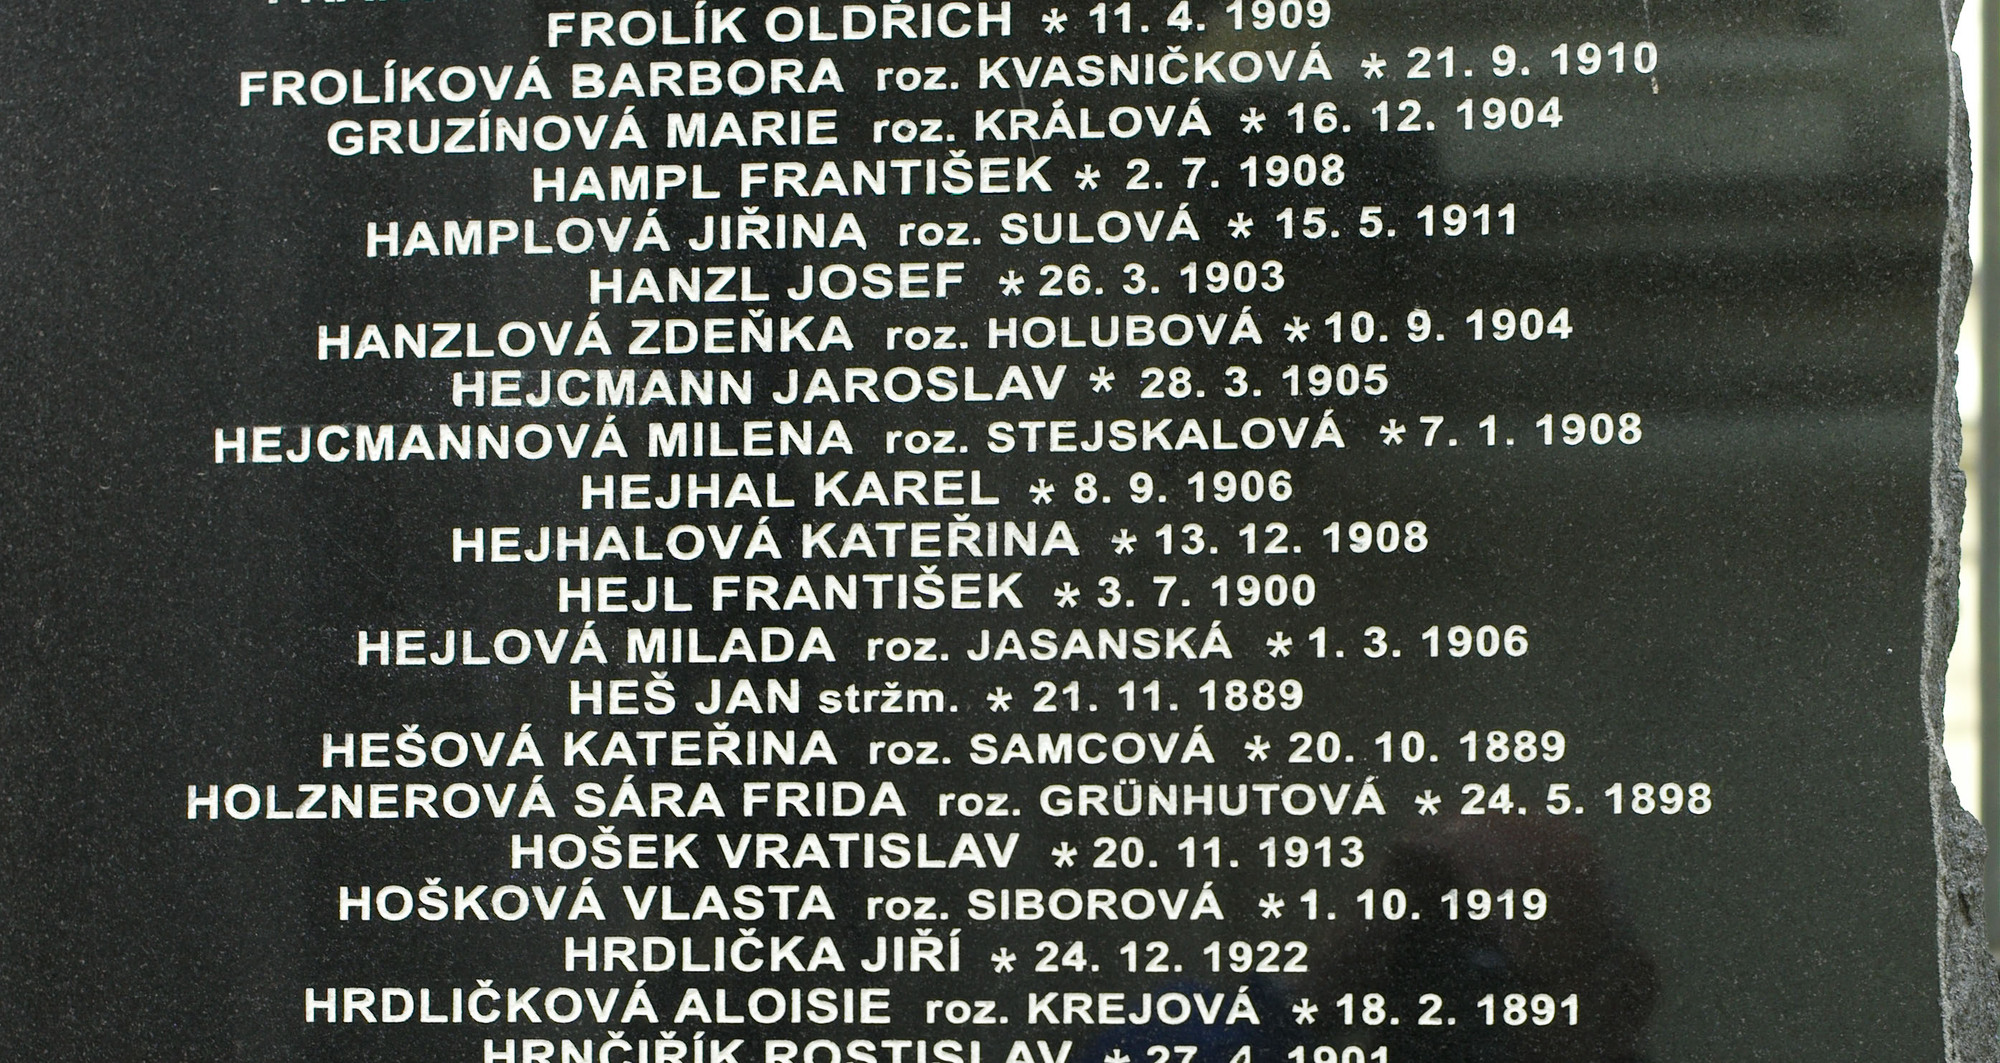 FROLÍK OLDŘICH * 11. 4. 1909
FROLÍKOVÁ BARBORA roz. KVASNIČKOVÁ * 21. 9. 1910
GRUZÍNOVÁ MARIE roz. KRÁLOVÁ * 16. 12. 1904
HAMPL FRANTIŠEK * 2. 7. 1908
HAMPLOVÁ JIŘINA roz. SULOVÁ * 15. 5. 1911
HANZL JOSEF * 26. 3. 1903
HANZLOVÁ ZDEŇKA roz. HOLUBOVÁ * 10. 9. 1904
HEJCMANN JAROSLAV * 28. 3. 1905
HEJCMANNOVÁ MILENA roz. STEJSKALOVÁ * 7. 1. 1908
HEJHAL KAREL * 8. 9. 1906
HEJHALOVÁ KATEŘINA * 13. 12. 1908
HEJL FRANTIŠEK * 3. 7. 1900
HEJLOVÁ MILADA roz. JASANSKÁ * 1. 3. 1906
HEŠ JAN stržm. * 21. 11. 1889
HEŠOVÁ KATEŘINA roz. SAMCOVÁ * 20. 10. 1889
HOLZNEROVÁ SÁRA FRIDA roz. GRÜNHUTOVÁ * 24. 5. 1898
HOŠEK VRATISLAV * 20. 11. 1913
HOŠKOVÁ VLASTA roz. SIBOROVÁ * 1. 10. 1919
HRDLIČKA JIŘÍ * 24. 12. 1922
HRDLIČKOVÁ ALOISIE roz. KREJOVÁ * 18. 2. 1891
HRNČIŘÍK ROSTISLAV * 27. 4. 1901